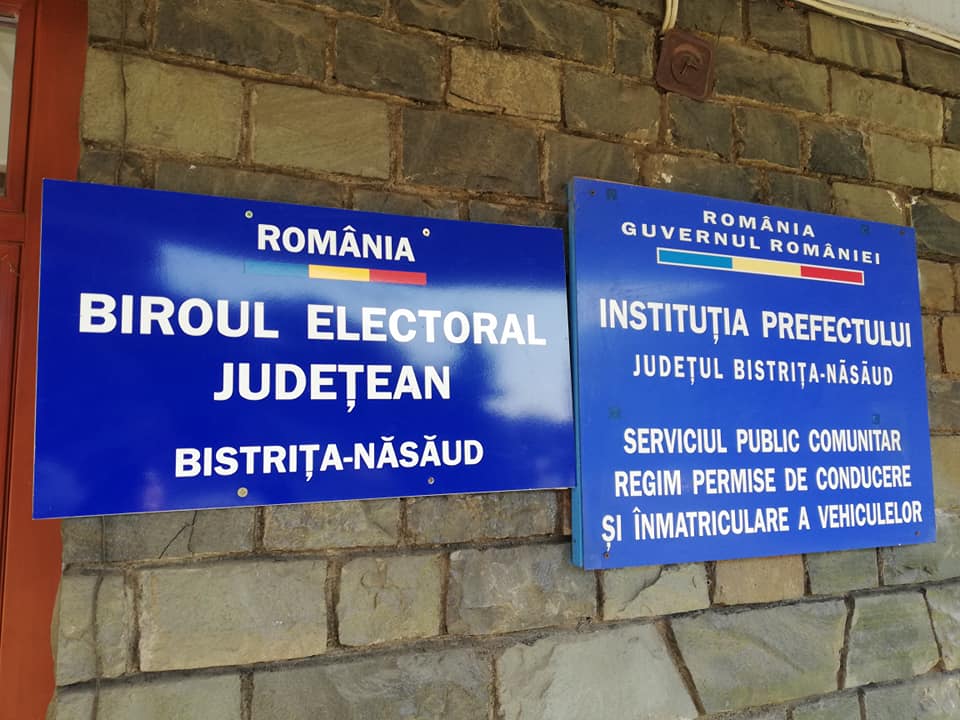 ROMÂNIA
BIROUL ELECTORAL
JUDEȚEAN
BISTRIȚA-NĂSĂUD
ROMÂNIA
GUVERNUL ROMÂNIEI
INSTITUȚIA PREFECTULUI
JUDEȚUL BISTRIȚA-NĂSĂUD
SERVICIUL PUBLIC COMUNITAR
REGIM PERMISE DE CONDUCERE
ȘI ÎNMATRICULARE A VEHICULELOR